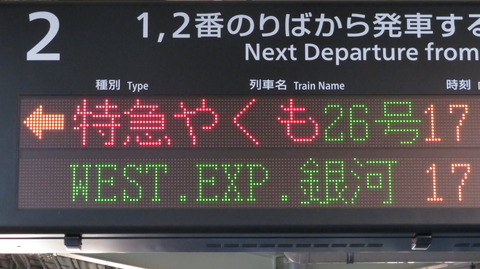 2 1,2番のりばから発車する
Next Departure from
種別 Type 列車名 Train Name 時刻
特急やくも26号 17
WEST.EXP.銀河 17